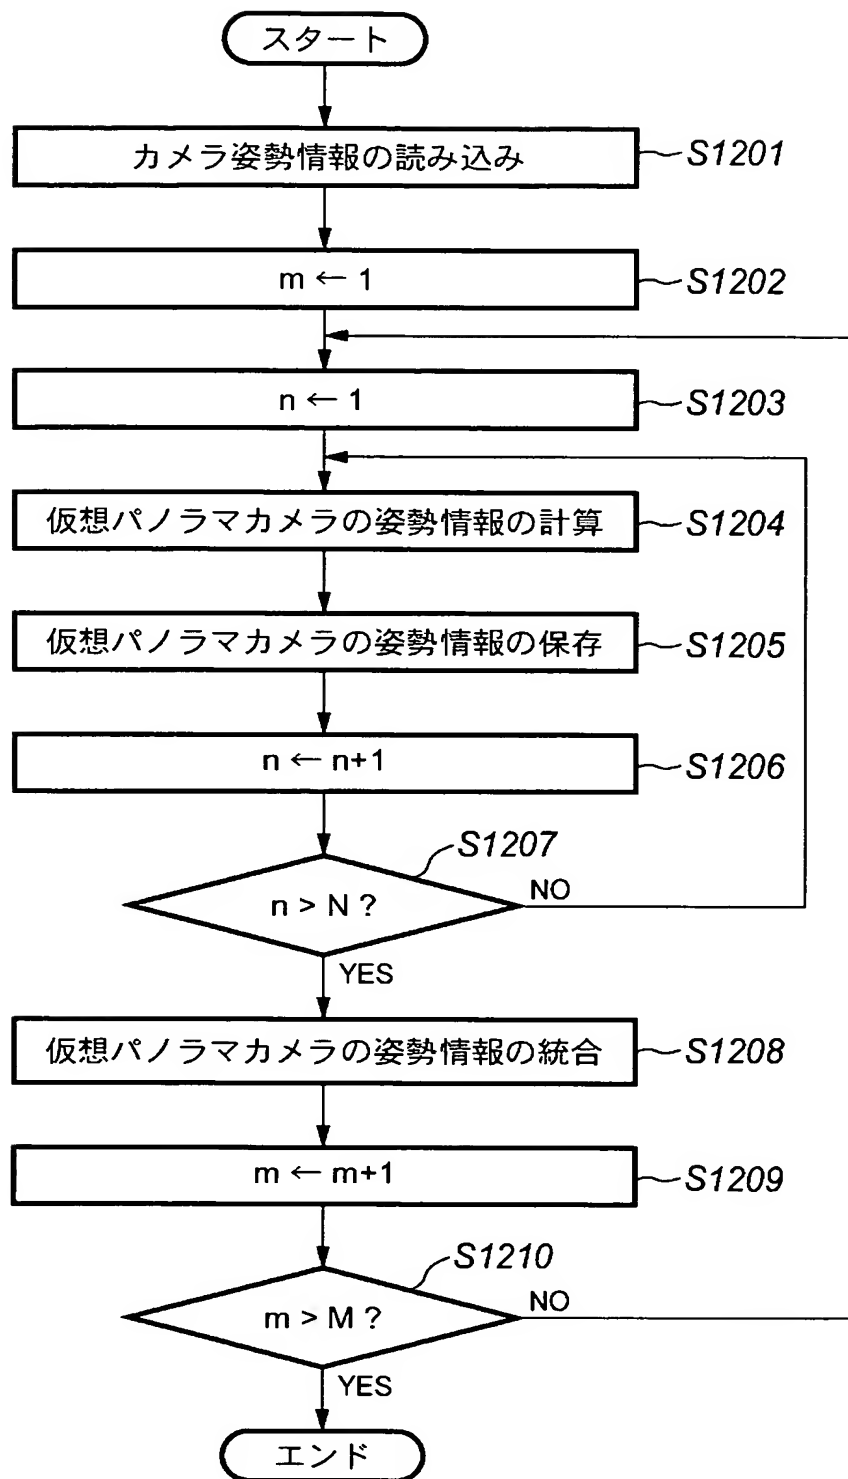 スタート
カメラ姿勢情報の読み込み
S1201
m ← 1
S1202
n ← 1
S1203
仮想パノラマカメラの姿勢情報の計算
S1204
仮想パノラマカメラの姿勢情報の保存
S1205
n ← n+1
S1206
S1207
n > N ?
NO
YES
仮想パノラマカメラの姿勢情報の統合
S1208
m ← m+1
S1209
S1210
m > M ?
NO
YES
エンド